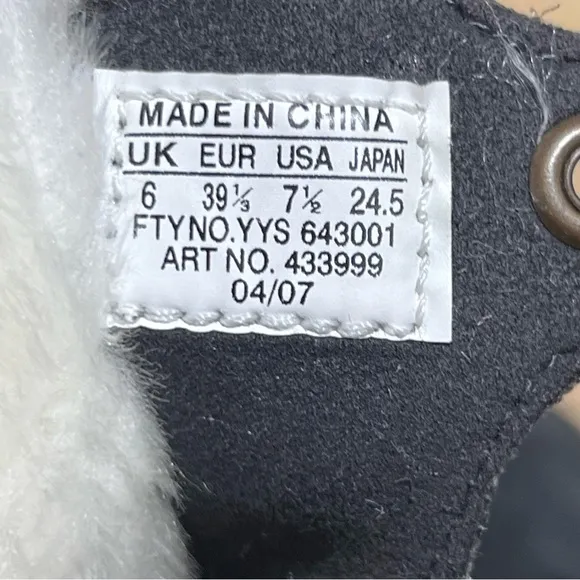 MADE IN CHINA
UK EUR USA JAPAN
6 39⅓ 7½ 24.5
FTYNO.YYS 643001
ART NO. 433999
04/07